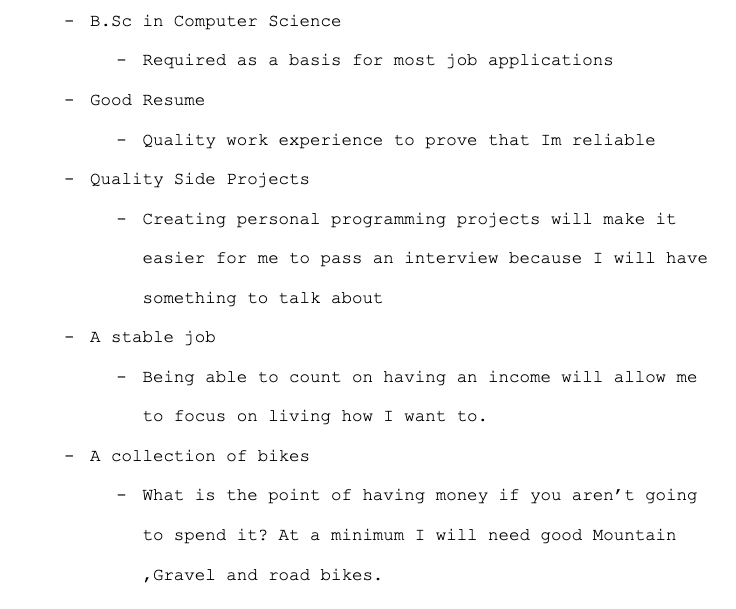 - B.Sc in Computer Science
- Required as a basis for most job applications
- Good Resume
- Quality work experience to prove that Im reliable
- Quality Side Projects
- Creating personal programming projects will make it
easier for me to pass an interview because I will have
something to talk about
- A stable job
- Being able to count on having an income will allow me
to focus on living how I want to.
- A collection of bikes
- What is the point of having money if you aren’t going
to spend it? At a minimum I will need good Mountain
,Gravel and road bikes.